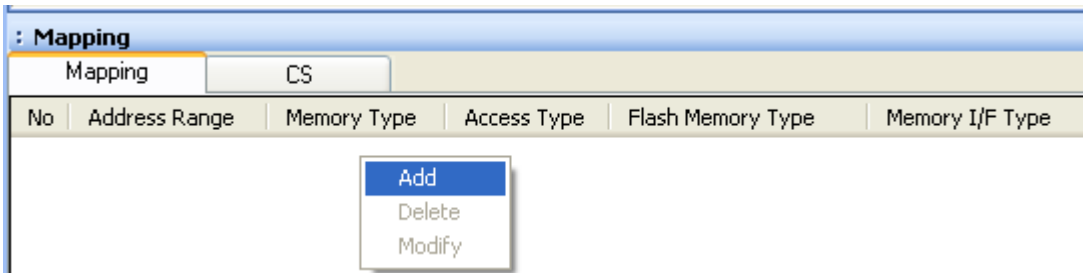 : Mapping
Mapping CS
No Address Range Memory Type Access Type Flash Memory Type Memory I/F Type
Add
Delete
Modify